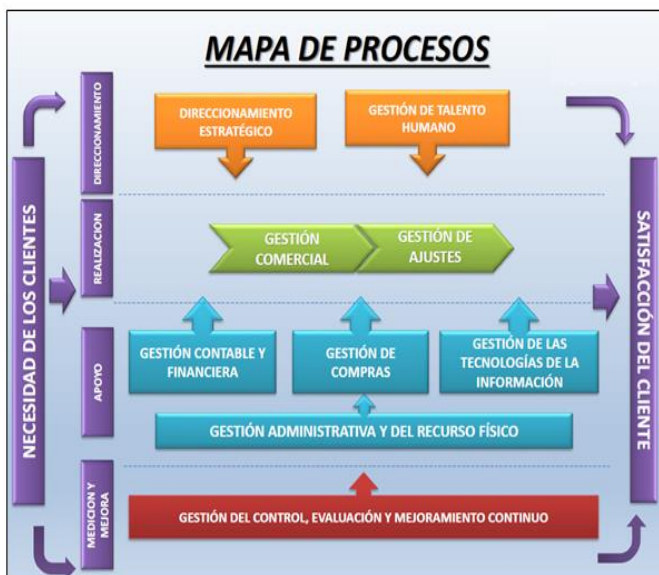 MAPA DE PROCESOS
NECESIDAD DE LOS CLIENTES
DIRECCIONAMIENTO
DIRECCIONAMIENTO
ESTRATÉGICO
GESTIÓN DE TALENTO
HUMANO
REALIZACION
GESTIÓN
COMERCIAL
GESTIÓN DE
AJUSTES
APOYO
GESTIÓN CONTABLE Y
FINANCIERA
GESTIÓN DE
COMPRAS
GESTIÓN DE LAS
TECNOLOGÍAS DE LA
INFORMACIÓN
GESTIÓN ADMINISTRATIVA Y DEL RECURSO FÍSICO
MEDICION Y
MEJORA
GESTIÓN DEL CONTROL, EVALUACIÓN Y MEJORAMIENTO CONTINUO
SATISFACCIÓN DEL CLIENTE